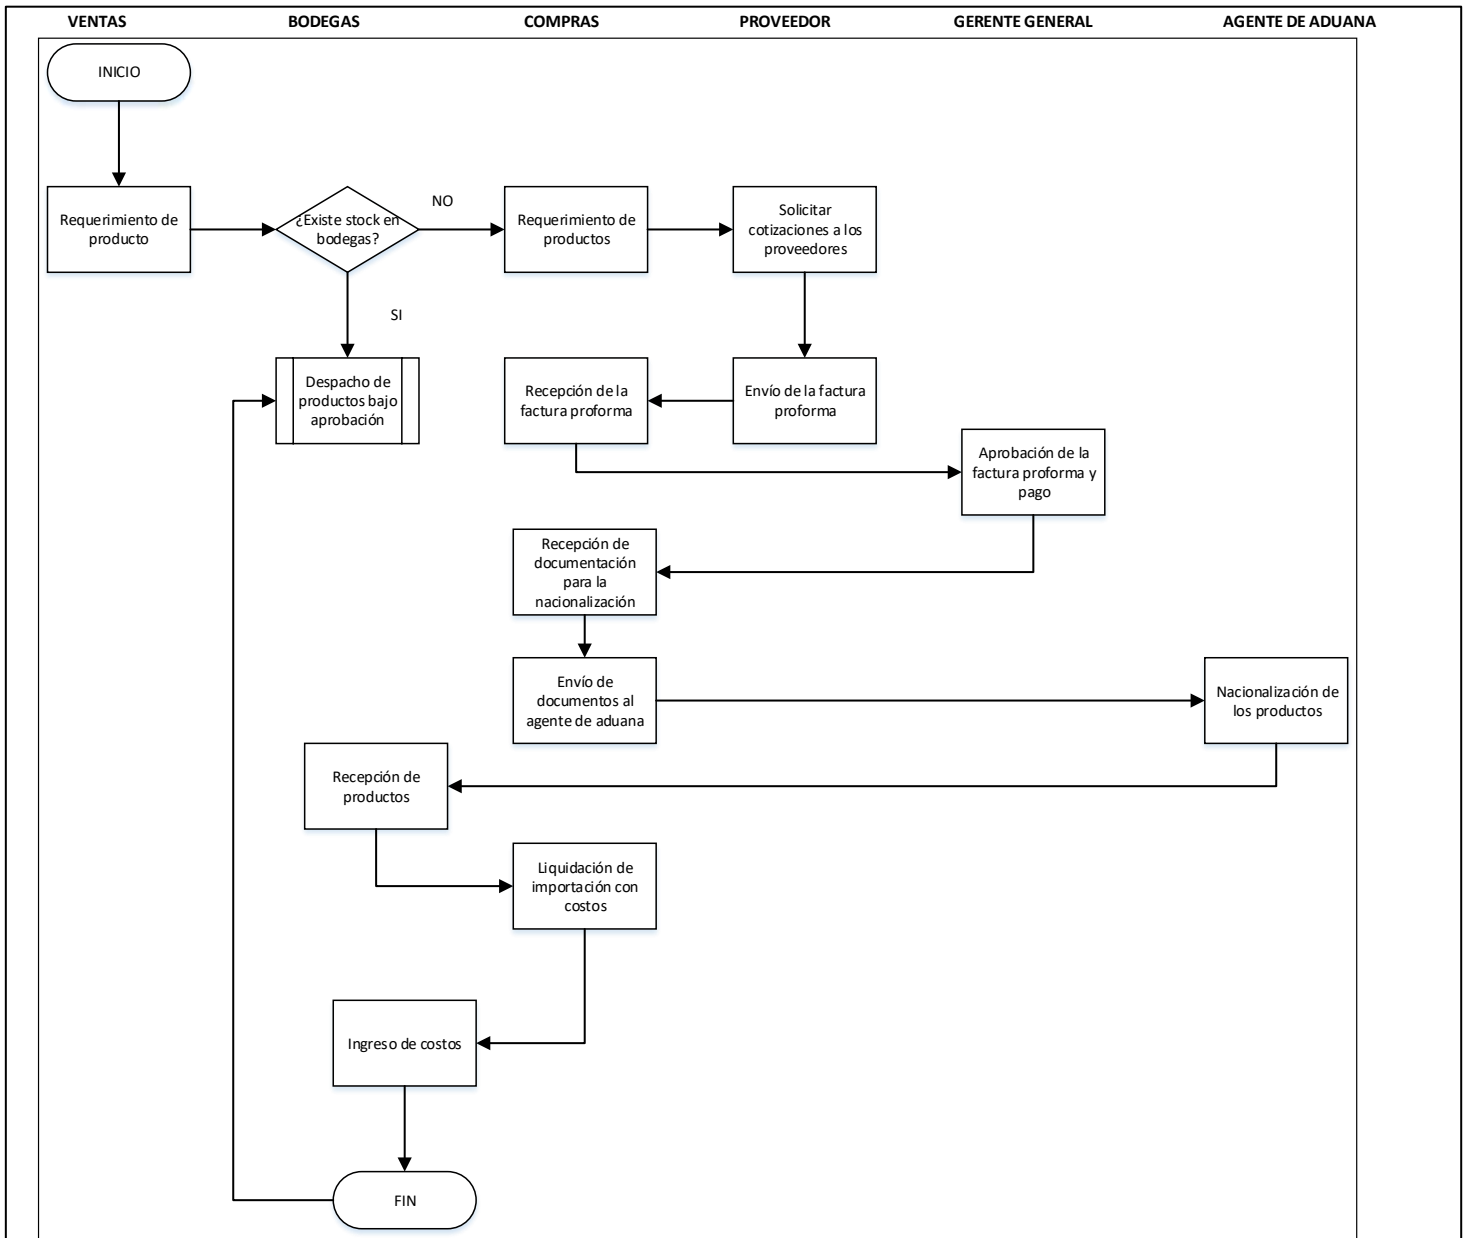 VENTAS
BODEGAS
COMPRAS
PROVEEDOR
GERENTE GENERAL
AGENTE DE ADUANA
INICIO
Requerimiento de
producto
¿Existe stock en
bodegas?
NO
Requerimiento de
productos
Solicitar
cotizaciones a los
proveedores
SI
Despacho de
productos bajo
aprobación
Recepción de la
factura proforma
Envío de la factura
proforma
Aprobación de la
factura proforma y
pago
Recepción de
documentación
para la
nacionalización
Envío de
documentos al
agente de aduana
Nacionalización de
los productos
Recepción de
productos
Liquidación de
importación con
costos
Ingreso de costos
FIN